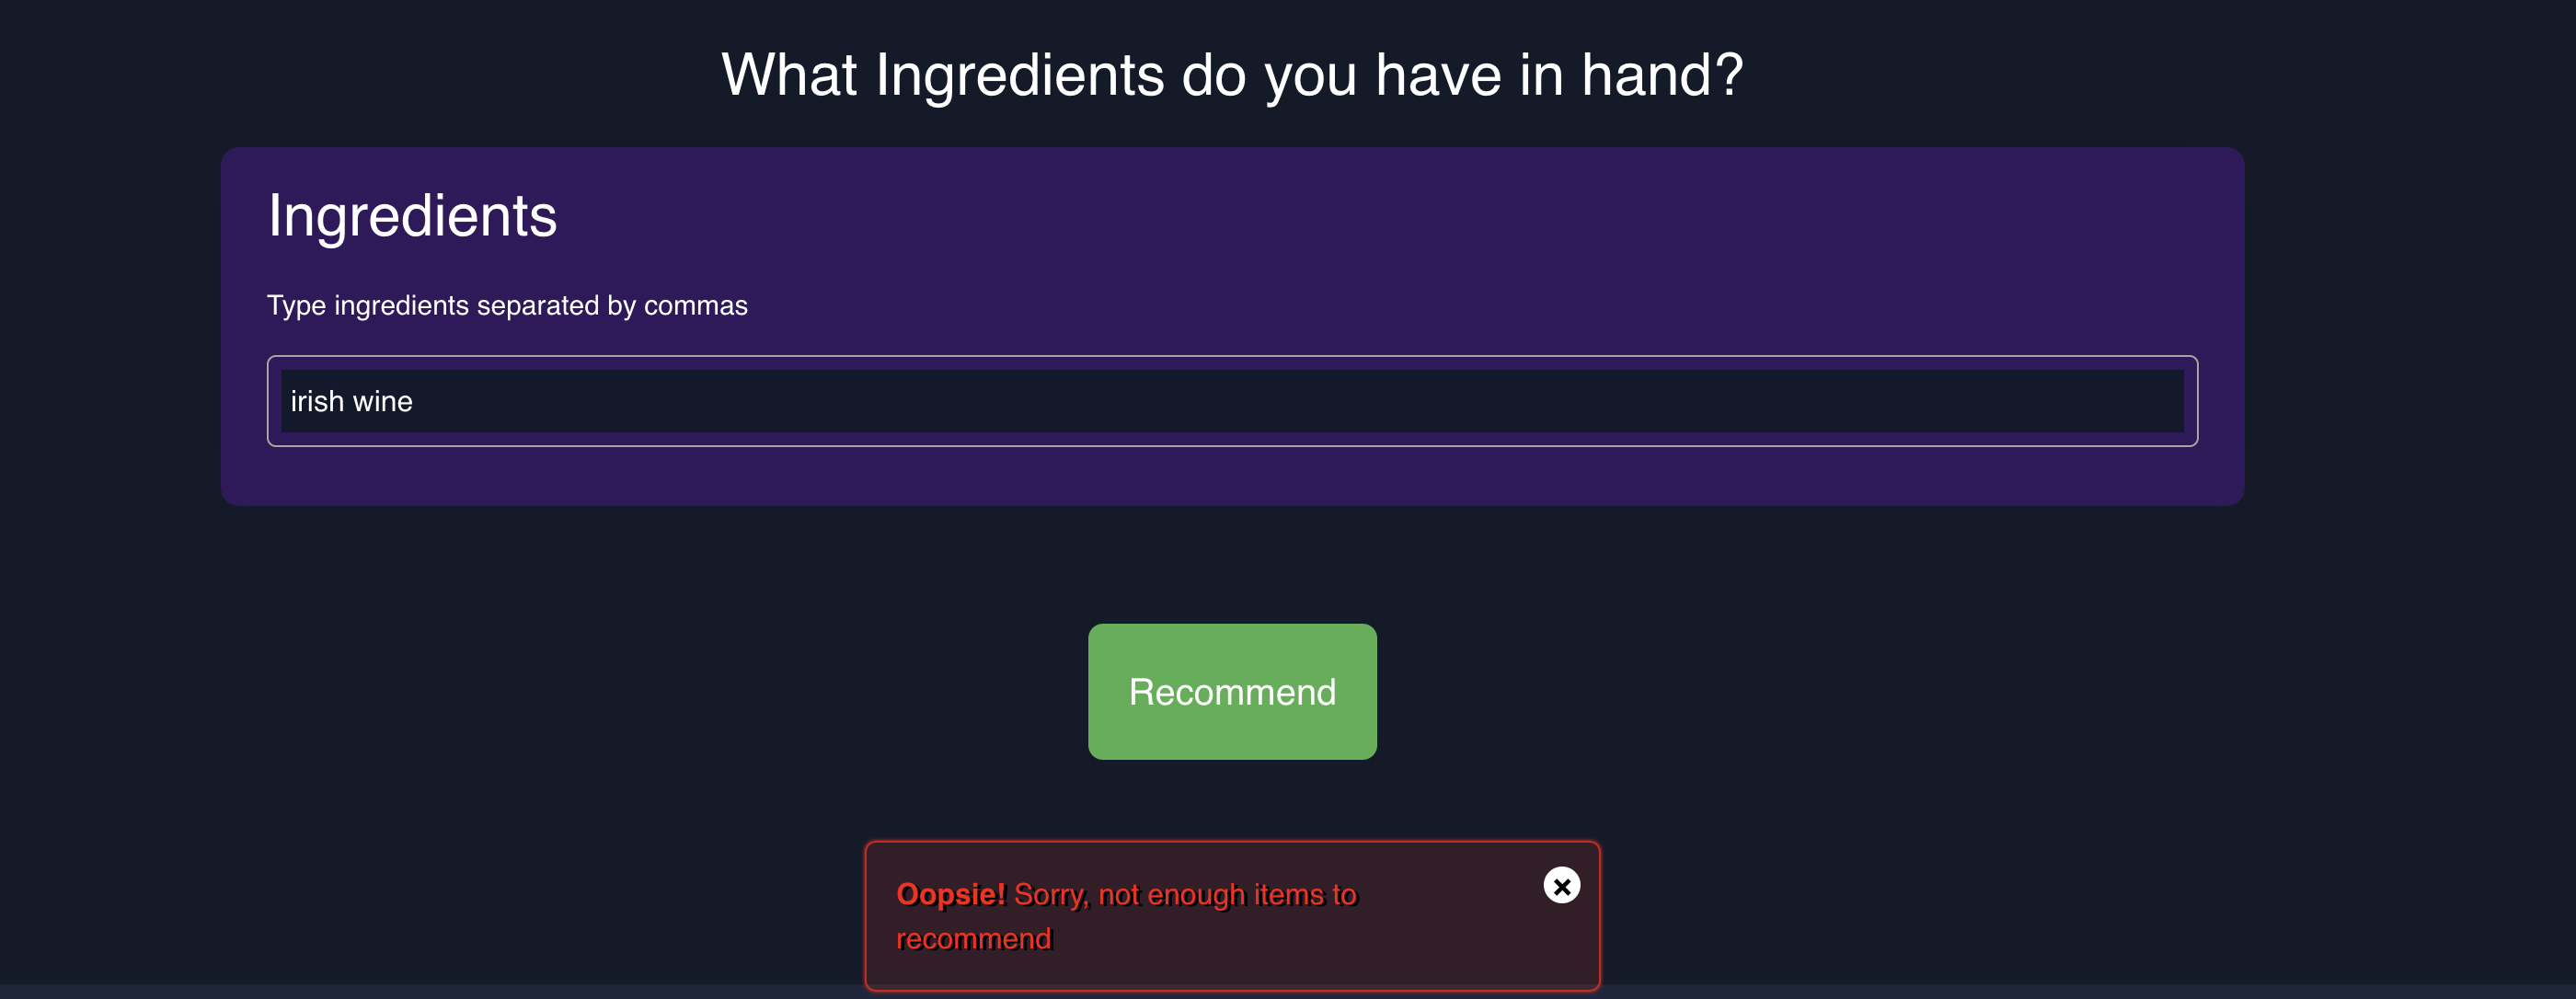 What Ingredients do you have in hand?
Ingredients
Type ingredients separated by commas
irish wine
Recommend
Oopsie! Sorry, not enough items to
recommend